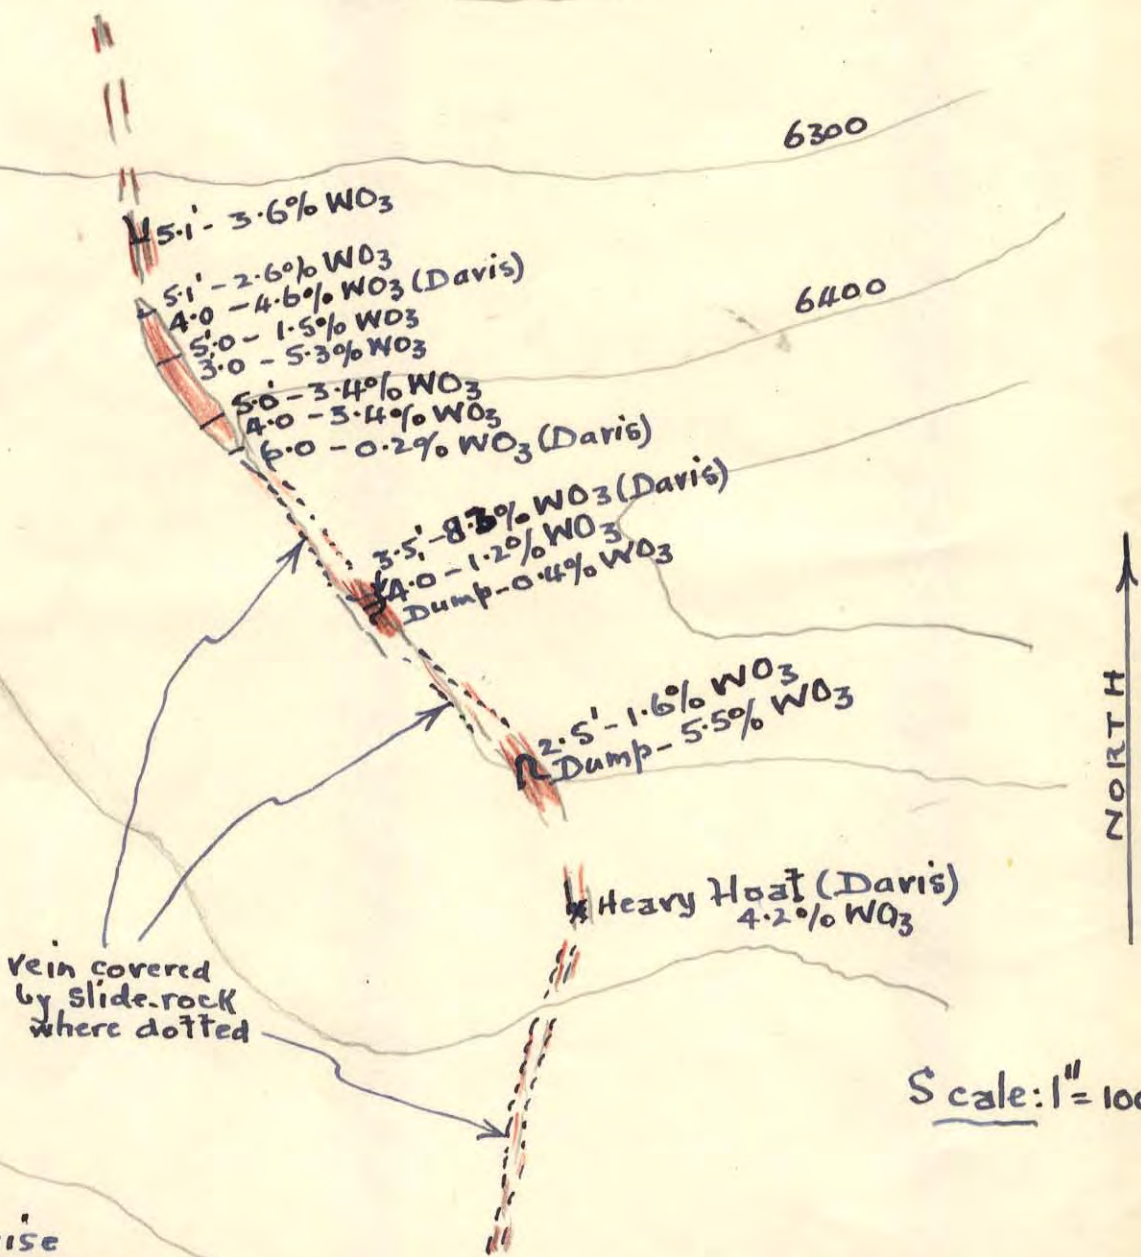 6300
5.1' - 3.6% WO3
5.1' - 2.6% WO3
4.0 - 4.6% WO3 (Davis)
5.0 - 1.5% WO3
3.0 - 5.3% WO3
6400
5.0' - 3.4% WO3
4.0 - 3.4% WO3
6.0 - 0.2% WO3 (Davis)
3.5' - % WO3 (Davis)
4.0 - 1.2% WO3
Dump - 0.4% WO3
2.5' - 1.6% WO3
Dump - 5.5% WO3
NORTH
Heavy Float (Davis)
4.2% WO3
vein covered
by slide-rock
where dotted
Scale: 1" = 100
ise